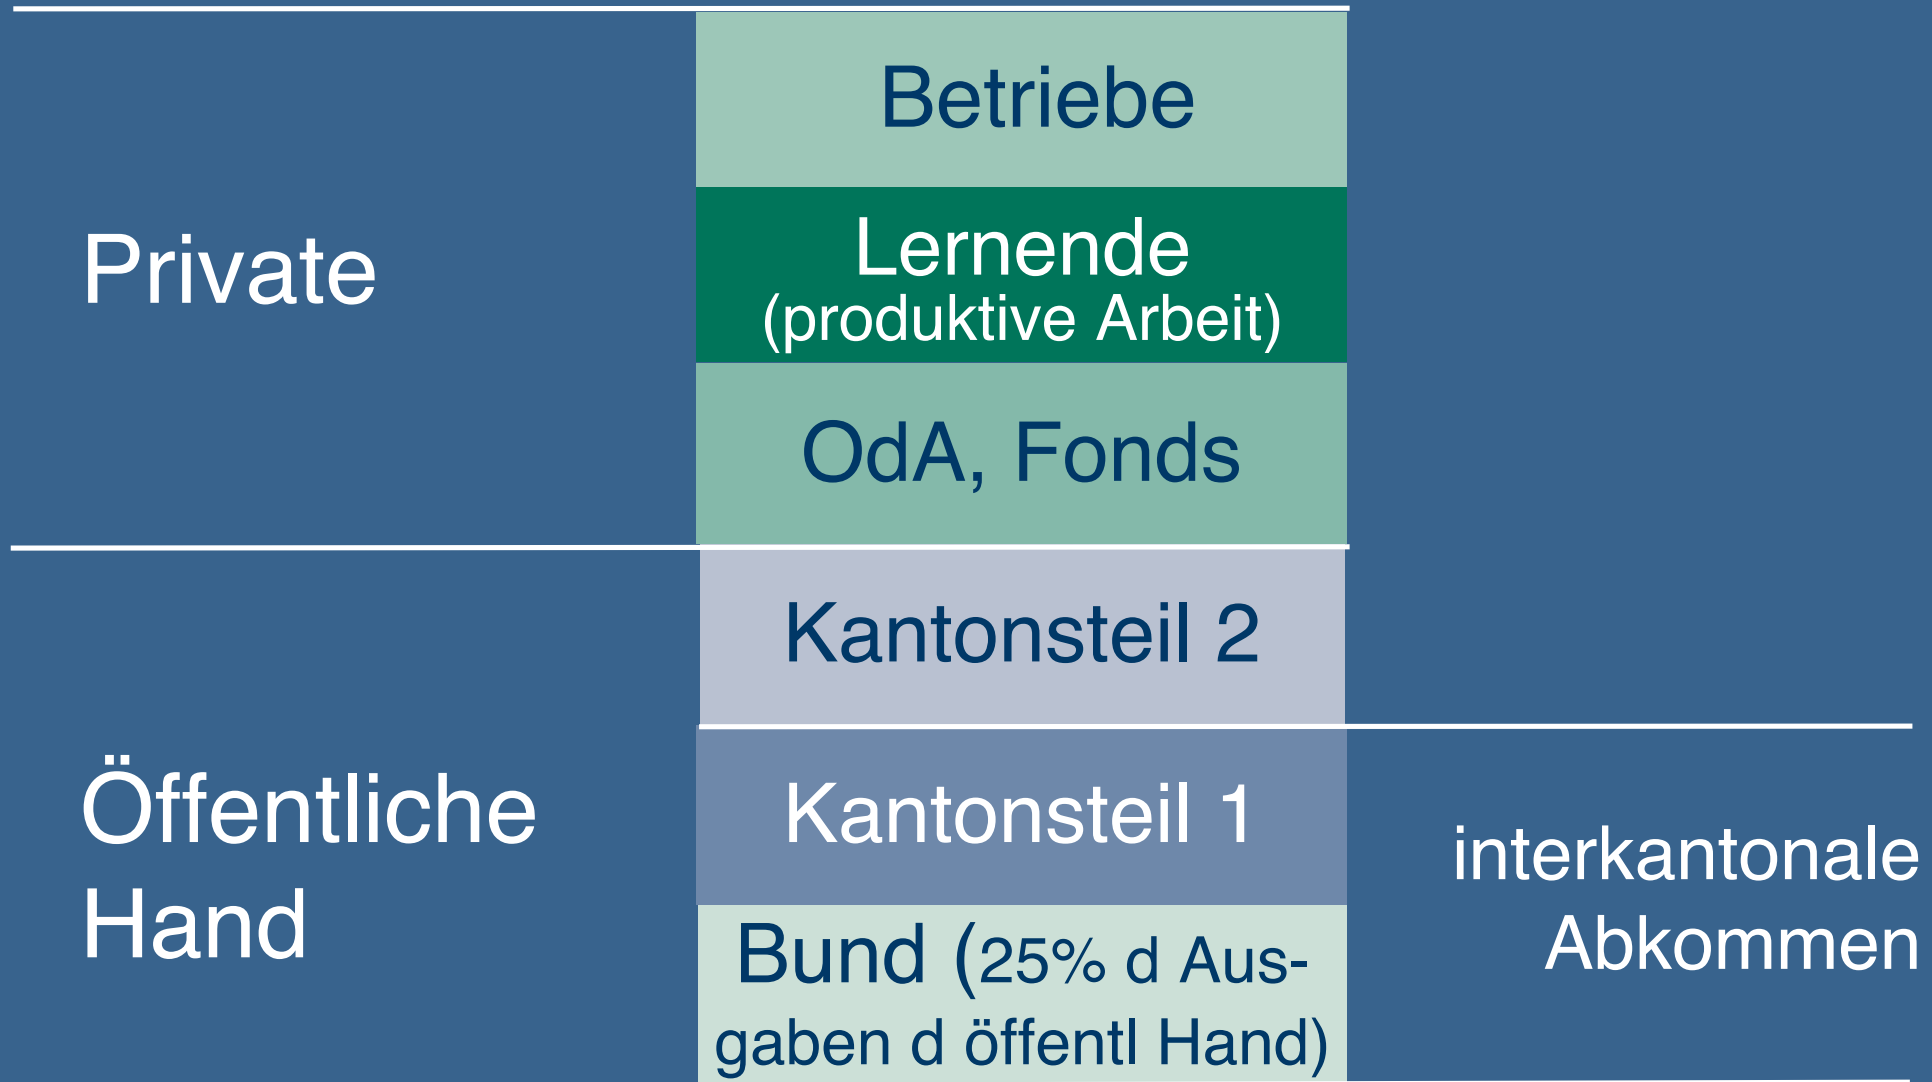 Betriebe
Private
Lernende
(produktive Arbeit)
OdA, Fonds
Kantonsteil 2
Öffentliche
Hand
Kantonsteil 1
Bund (25% d Aus-
gaben d öffentl Hand)
interkantonale
Abkommen